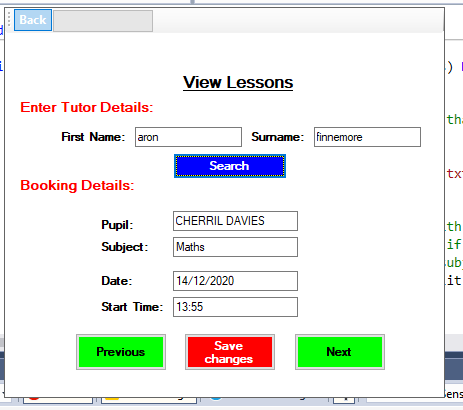 Back
View Lessons
Enter Tutor Details:
First Name: aron Surname: finnemore
Search
Booking Details:
Pupil: CHERRIL DAVIES
Subject: Maths
Date: 14/12/2020
Start Time: 13:55
Previous
Save
changes
Next